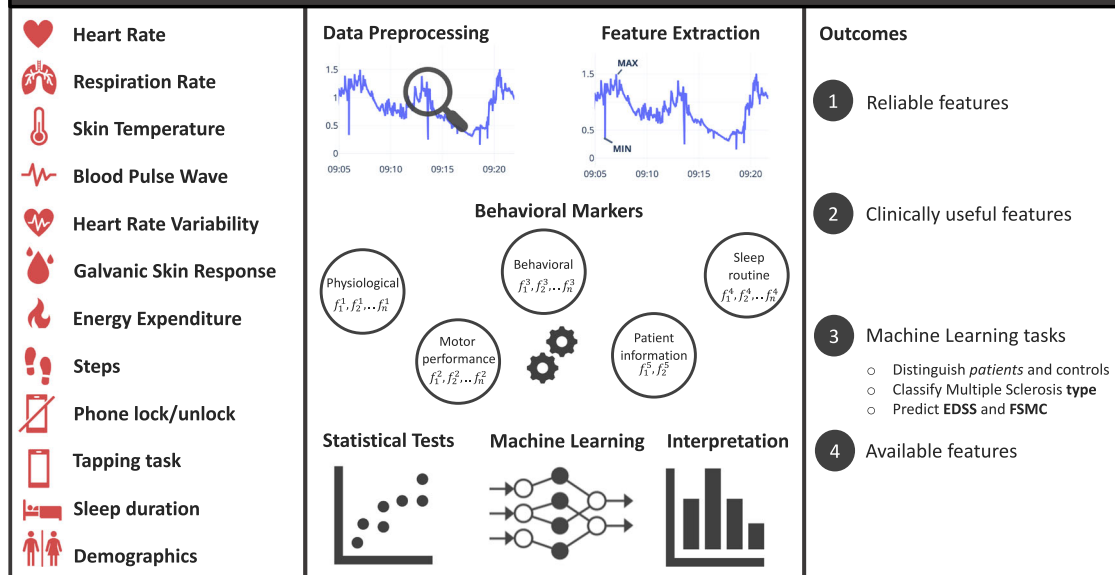 Heart Rate
Respiration Rate
Skin Temperature
Blood Pulse Wave
Heart Rate Variability
Galvanic Skin Response
Energy Expenditure
Steps
Phone lock/unlock
Tapping task
Sleep duration
Demographics
Data Preprocessing
1.5
1
0.5
0
09:05 09:10 09:15 09:20
Feature Extraction
MAX
1.5
1
0.5
MIN
0
09:05 09:10 09:15 09:20
Behavioral Markers
Physiological
f₁¹, f₂¹, .. fₙ¹
Motor
performance
f₁², f₂², .. fₙ²
Behavioral
f₁³, f₂³, .. fₙ³
Patient
information
f₁⁵, f₂⁵
Sleep
routine
f₁⁴, f₂⁴, .. fₙ⁴
Statistical Tests
Machine Learning
Interpretation
Outcomes
1 Reliable features
2 Clinically useful features
3 Machine Learning tasks
o Distinguish patients and controls
o Classify Multiple Sclerosis type
o Predict EDSS and FSMC
4 Available features